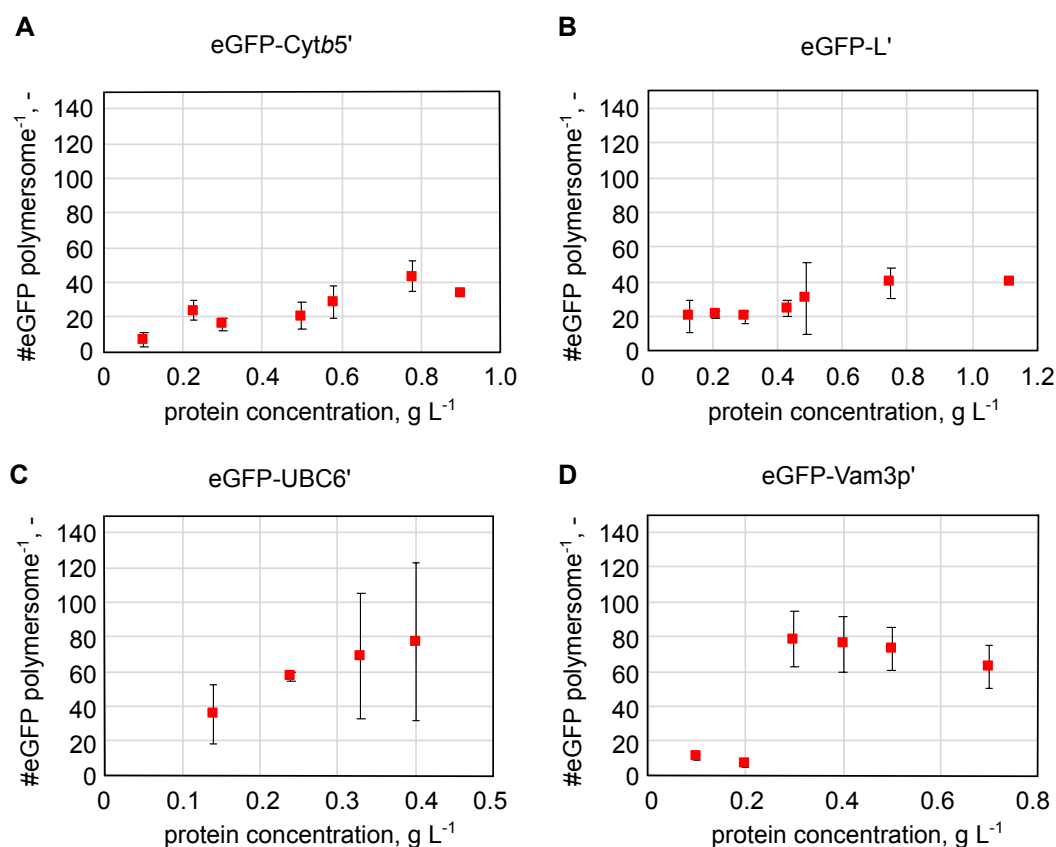 A
eGFP-Cytb5'
#eGFP polymersome⁻¹, -
140
120
100
80
60
40
20
0
0 0.2 0.4 0.6 0.8 1.0
protein concentration, g L⁻¹
B
eGFP-L'
#eGFP polymersome⁻¹, -
140
120
100
80
60
40
20
0
0 0.2 0.4 0.6 0.8 1.0 1.2
protein concentration, g L⁻¹
C
eGFP-UBC6'
#eGFP polymersome⁻¹, -
140
120
100
80
60
40
20
0
0 0.1 0.2 0.3 0.4 0.5
protein concentration, g L⁻¹
D
eGFP-Vam3p'
#eGFP polymersome⁻¹, -
140
120
100
80
60
40
20
0
0 0.2 0.4 0.6 0.8
protein concentration, g L⁻¹